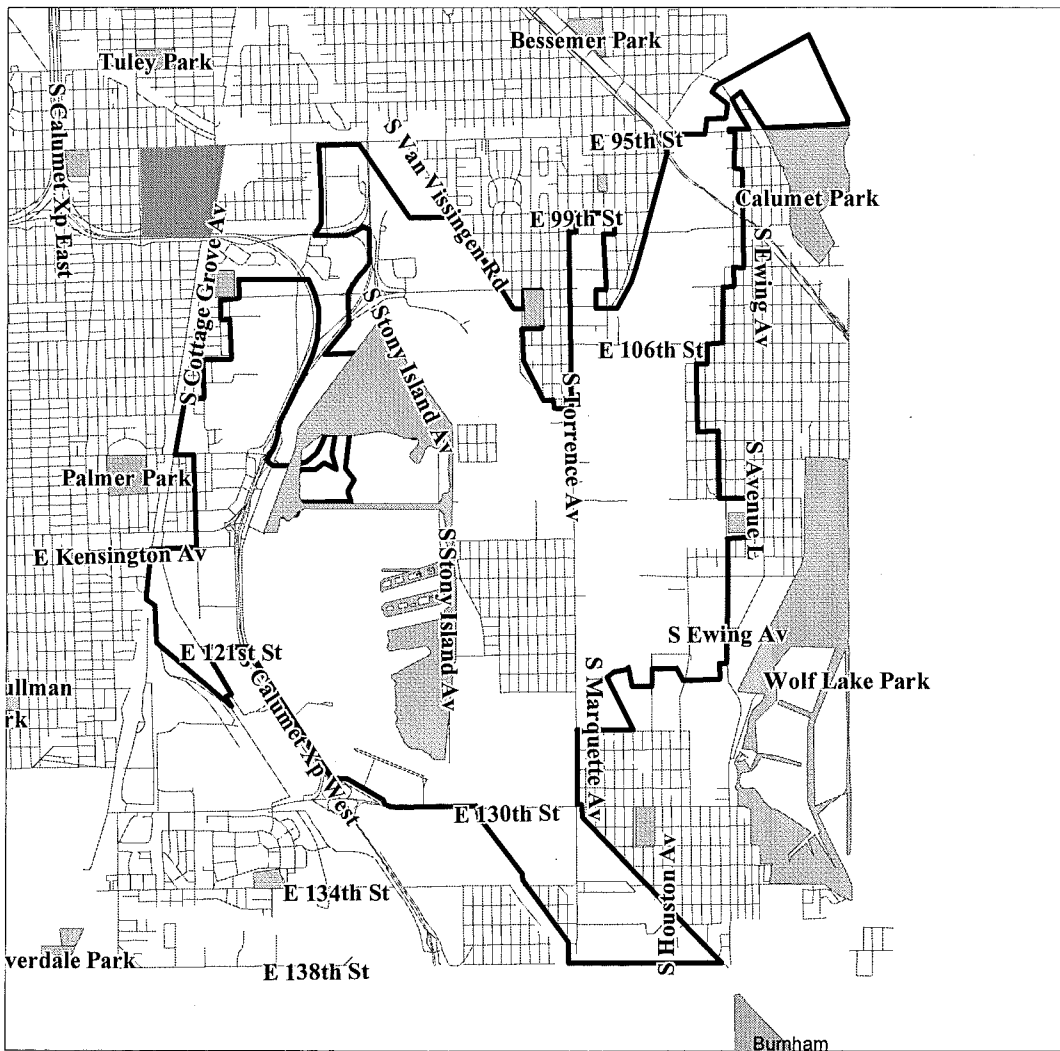 Bessemer Park
Tuley Park
S Calumet Xp East
S Van Vissingen Rd
E 95th St
Calumet Park
E 99th St
S Cottage Grove Av
S Ewing Av
S Stony Island Av
E 106th St
S Torrence Av
Palmer Park
S Avenue L
E Kensington Av
S Stony Island Av
S Ewing Av
E 121st St
ullman
rk
S Calumet Xp West
S Marquette Av
Wolf Lake Park
E 130th St
S Houston Av
E 134th St
verdale Park
E 138th St
Burnham